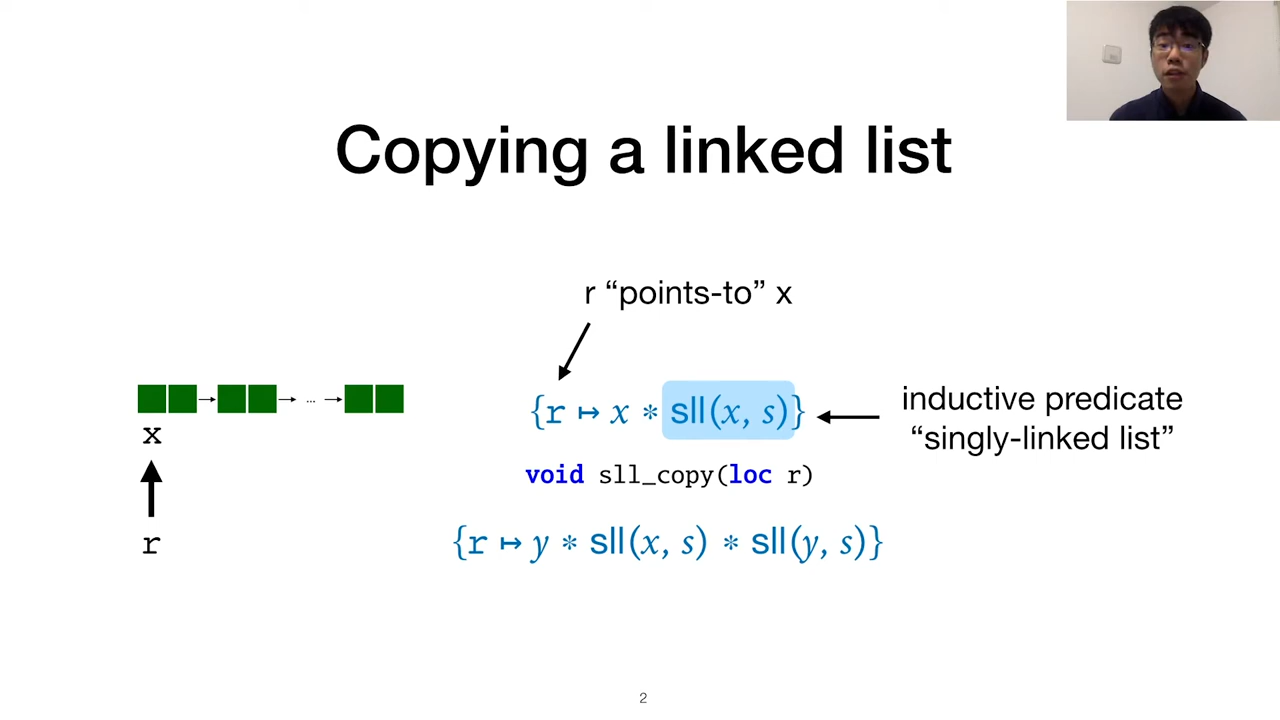 Copying a linked list
r “points-to” x
...
x
r
{r ↦ x ∗ sll(x, s)}
void sll_copy(loc r)
{r ↦ y ∗ sll(x, s) ∗ sll(y, s)}
inductive predicate
“singly-linked list”
2